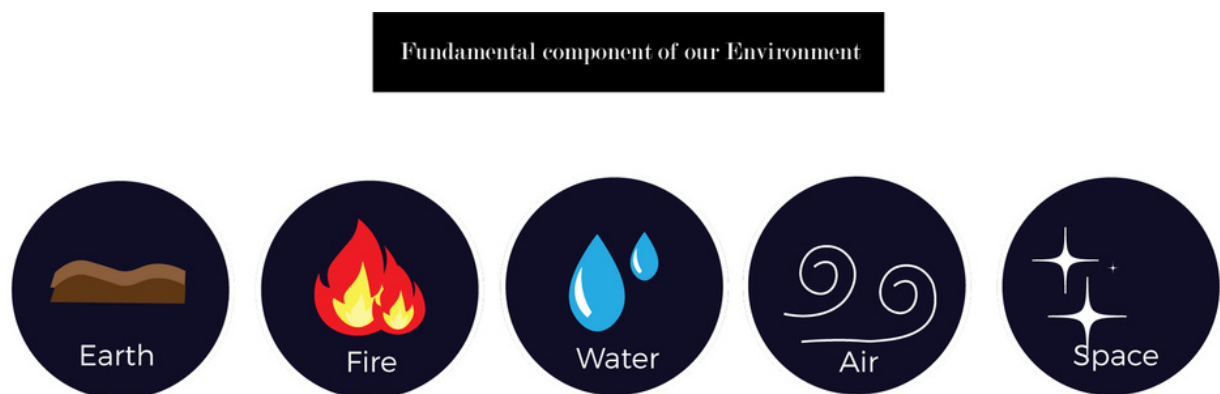 Fundamental component of our Environment
Earth
Fire
Water
Air
Space